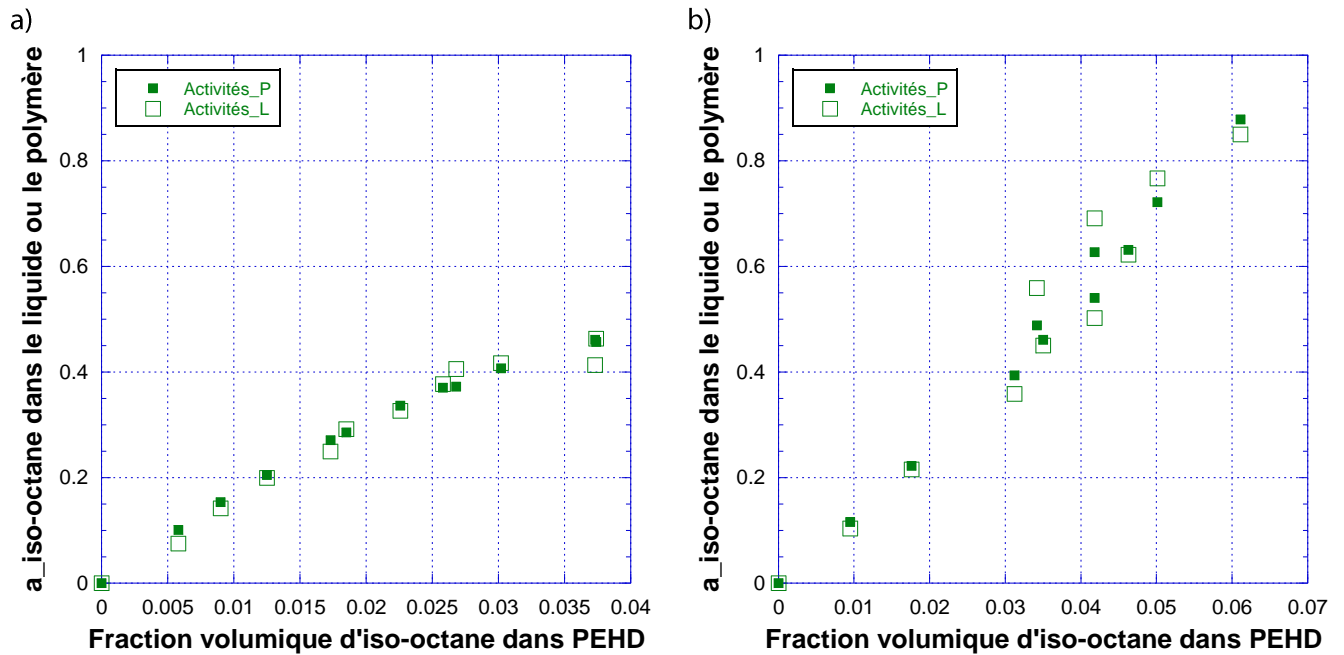 a)
a_iso-octane dans le liquide ou le polymère
1
0.8
0.6
0.4
0.2
0
Activités_P
Activités_L
0 0.005 0.01 0.015 0.02 0.025 0.03 0.035 0.04
Fraction volumique d'iso-octane dans PEHD
b)
a_iso-octane dans le liquide ou le polymère
1
0.8
0.6
0.4
0.2
0
Activités_P
Activités_L
0 0.01 0.02 0.03 0.04 0.05 0.06 0.07
Fraction volumique d'iso-octane dans PEHD